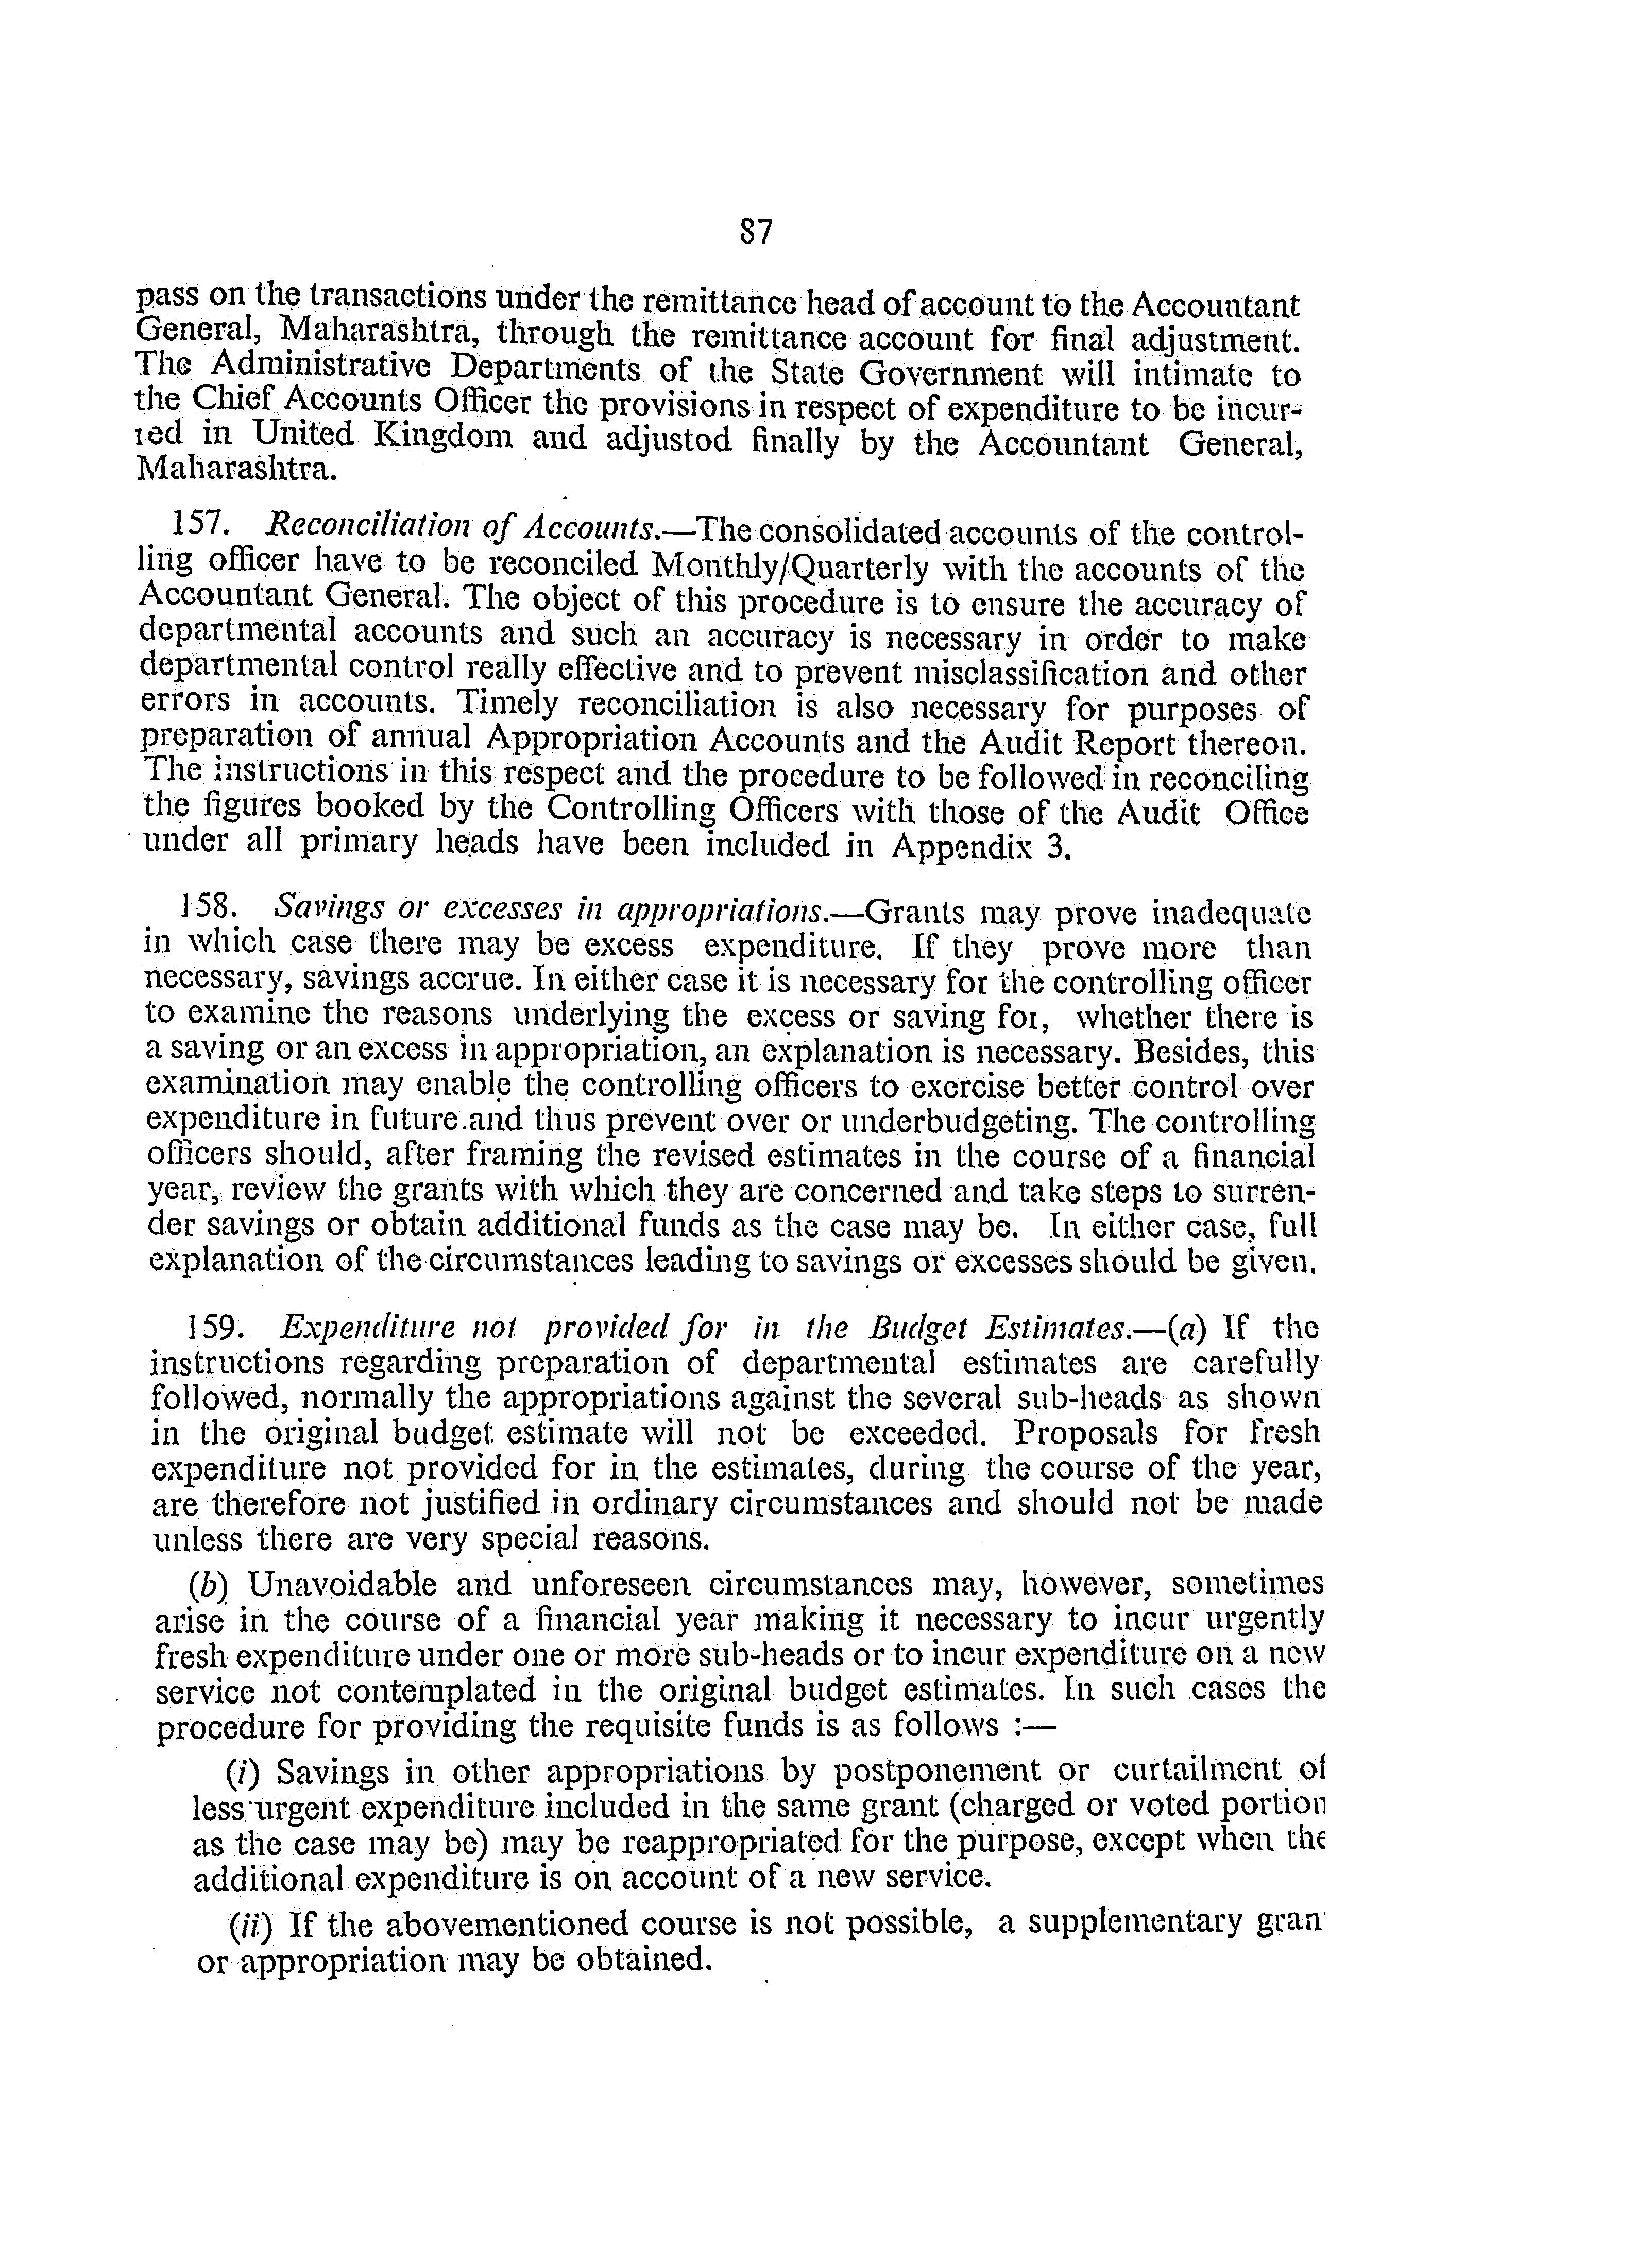 87
pass on the transactions under the remittance head of account to the Accountant
General, Maharashtra, through the remittance account for final adjustment.
The Administrative Departments of the State Government will intimate to
the Chief Accounts Officer the provisions in respect of expenditure to be incur-
red in United Kingdom and adjustod finally by the Accountant General,
Maharashtra.
157. Reconciliation of Accounts.—The consolidated accounts of the control-
ling officer have to be reconciled Monthly/Quarterly with the accounts of the
Accountant General. The object of this procedure is to ensure the accuracy of
departmental accounts and such an accuracy is necessary in order to make
departmental control really effective and to prevent misclassification and other
errors in accounts. Timely reconciliation is also necessary for purposes of
preparation of annual Appropriation Accounts and the Audit Report thereon.
The instructions in this respect and the procedure to be followed in reconciling
the figures booked by the Controlling Officers with those of the Audit Office
under all primary heads have been included in Appendix 3.
158. Savings or excesses in appropriations.—Grants may prove inadequate
in which case there may be excess expenditure. If they prove more than
necessary, savings accrue. In either case it is necessary for the controlling officer
to examine the reasons underlying the excess or saving for, whether there is
a saving or an excess in appropriation, an explanation is necessary. Besides, this
examination may enable the controlling officers to exercise better control over
expenditure in future and thus prevent over or underbudgeting. The controlling
officers should, after framing the revised estimates in the course of a financial
year, review the grants with which they are concerned and take steps to surren-
der savings or obtain additional funds as the case may be. In either case, full
explanation of the circumstances leading to savings or excesses should be given.
159. Expenditure not provided for in the Budget Estimates.—(a) If the
instructions regarding preparation of departmental estimates are carefully
followed, normally the appropriations against the several sub-heads as shown
in the original budget estimate will not be exceeded. Proposals for fresh
expenditure not provided for in the estimates, during the course of the year,
are therefore not justified in ordinary circumstances and should not be made
unless there are very special reasons.
(b) Unavoidable and unforeseen circumstances may, however, sometimes
arise in the course of a financial year making it necessary to incur urgently
fresh expenditure under one or more sub-heads or to incur expenditure on a new
service not contemplated in the original budget estimates. In such cases the
procedure for providing the requisite funds is as follows :—
(i) Savings in other appropriations by postponement or curtailment of
less urgent expenditure included in the same grant (charged or voted portion
as the case may be) may be reappropriated for the purpose, except when the
additional expenditure is on account of a new service.
(ii) If the abovementioned course is not possible, a supplementary gran
or appropriation may be obtained.